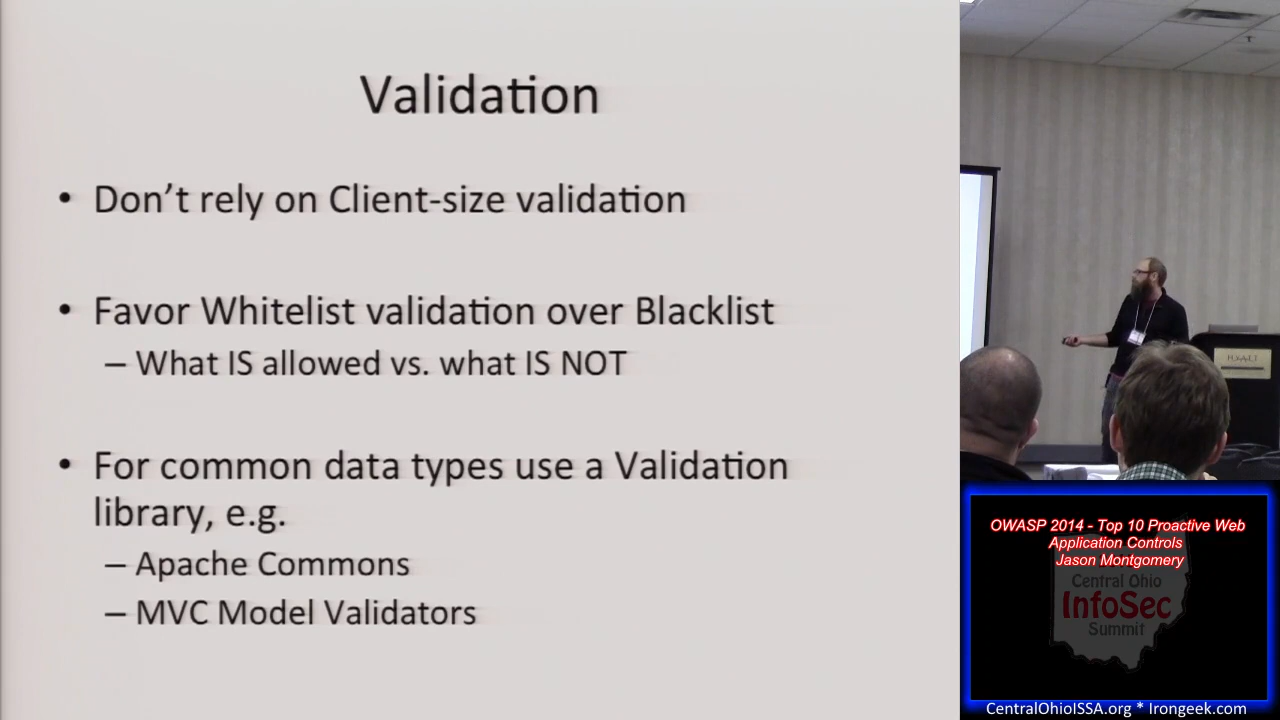 Validation
• Don't rely on Client-size validation
• Favor Whitelist validation over Blacklist
– What IS allowed vs. what IS NOT
• For common data types use a Validation
library, e.g.
– Apache Commons
– MVC Model Validators
HYATT
OWASP 2014 - Top 10 Proactive Web
Application Controls
Jason Montgomery
Central Ohio
InfoSec
Summit
CentralOhioISSA.org * Irongeek.com